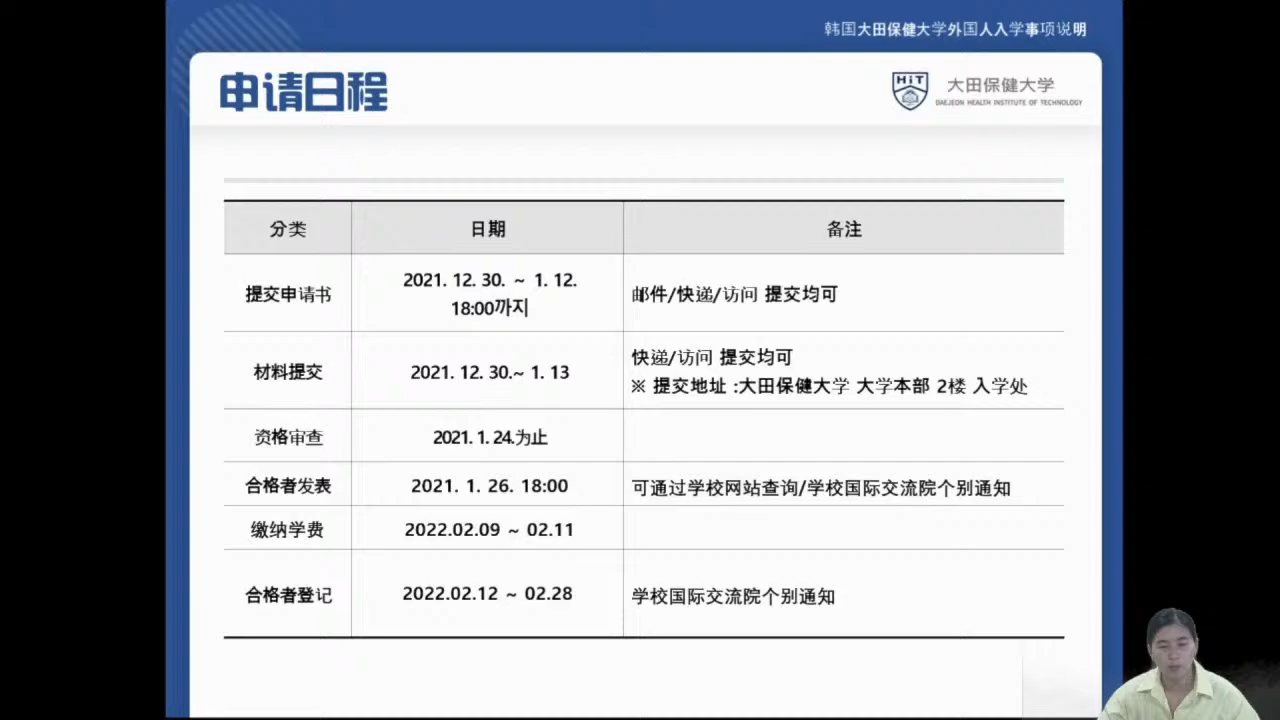 韩国大田保健大学外国人入学事项说明
申请日程
HiT
大田保健大学
DAEJEON HEALTH INSTITUTE OF TECHNOLOGY
分类
日期
备注
提交申请书
2021. 12. 30. ~ 1. 12.
18:00까지
邮件/快递/访问 提交均可
材料提交
2021. 12. 30.~ 1. 13
快递/访问 提交均可
※ 提交地址 :大田保健大学 大学本部 2楼 入学处
资格审查
2021. 1. 24.为止
合格者发表
2021. 1. 26. 18:00
可通过学校网站查询/学校国际交流院个别通知
缴纳学费
2022.02.09 ~ 02.11
合格者登记
2022.02.12 ~ 02.28
学校国际交流院个别通知